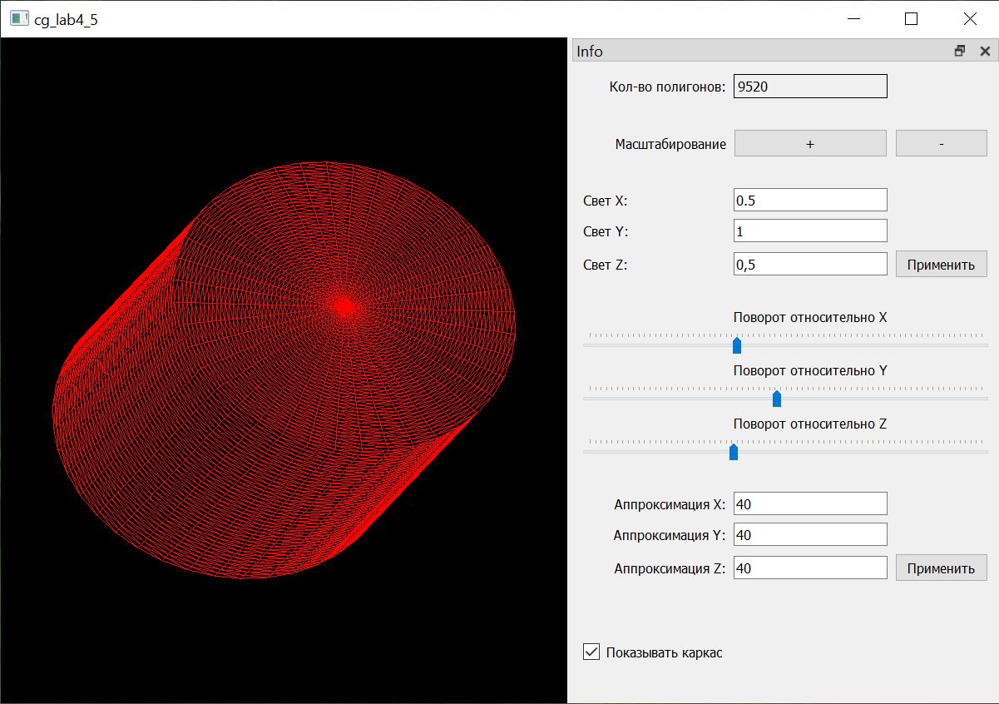 cg_lab4_5
Info
Кол-во полигонов: 9520
Масштабирование + -
Свет X: 0.5
Свет Y: 1
Свет Z: 0,5 Применить
Поворот относительно X
Поворот относительно Y
Поворот относительно Z
Аппроксимация X: 40
Аппроксимация Y: 40
Аппроксимация Z: 40 Применить
Показывать каркас